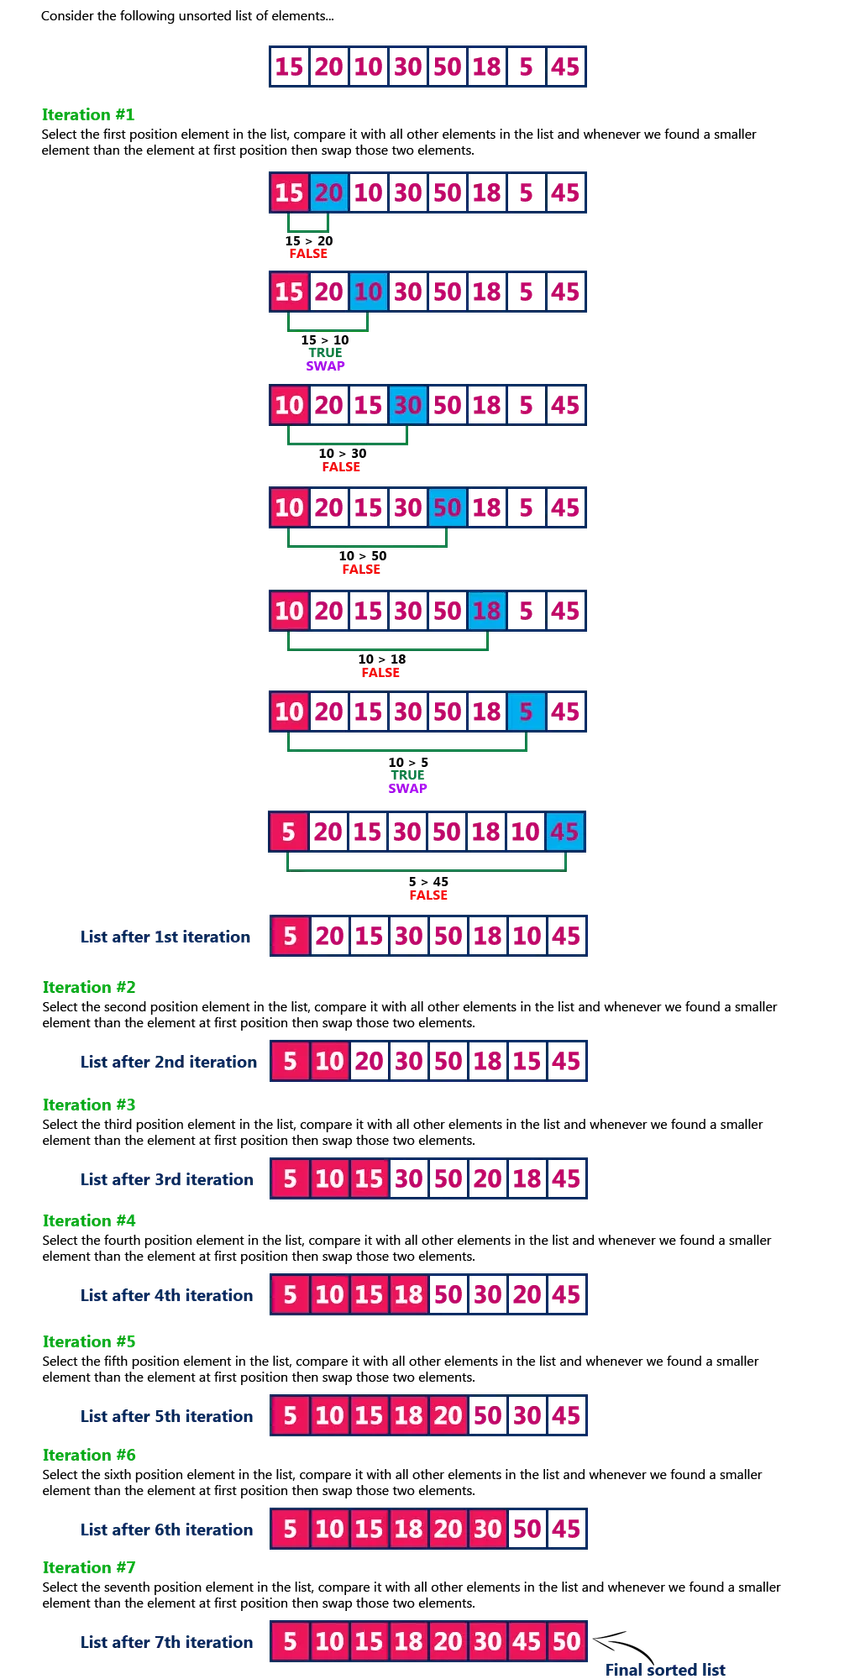 Consider the following unsorted list of elements...
15 20 10 30 50 18 5 45
Iteration #1
Select the first position element in the list, compare it with all other elements in the list and whenever we found a smaller
element than the element at first position then swap those two elements.
15 20 10 30 50 18 5 45
15 > 20
FALSE
15 20 10 30 50 18 5 45
15 > 10
TRUE
SWAP
10 20 15 30 50 18 5 45
10 > 30
FALSE
10 20 15 30 50 18 5 45
10 > 50
FALSE
10 20 15 30 50 18 5 45
10 > 18
FALSE
10 20 15 30 50 18 5 45
10 > 5
TRUE
SWAP
5 20 15 30 50 18 10 45
5 > 45
FALSE
List after 1st iteration 5 20 15 30 50 18 10 45
Iteration #2
Select the second position element in the list, compare it with all other elements in the list and whenever we found a smaller
element than the element at first position then swap those two elements.
List after 2nd iteration 5 10 20 30 50 18 15 45
Iteration #3
Select the third position element in the list, compare it with all other elements in the list and whenever we found a smaller
element than the element at first position then swap those two elements.
List after 3rd iteration 5 10 15 30 50 20 18 45
Iteration #4
Select the fourth position element in the list, compare it with all other elements in the list and whenever we found a smaller
element than the element at first position then swap those two elements.
List after 4th iteration 5 10 15 18 50 30 20 45
Iteration #5
Select the fifth position element in the list, compare it with all other elements in the list and whenever we found a smaller
element than the element at first position then swap those two elements.
List after 5th iteration 5 10 15 18 20 50 30 45
Iteration #6
Select the sixth position element in the list, compare it with all other elements in the list and whenever we found a smaller
element than the element at first position then swap those two elements.
List after 6th iteration 5 10 15 18 20 30 50 45
Iteration #7
Select the seventh position element in the list, compare it with all other elements in the list and whenever we found a smaller
element than the element at first position then swap those two elements.
List after 7th iteration 5 10 15 18 20 30 45 50
Final sorted list